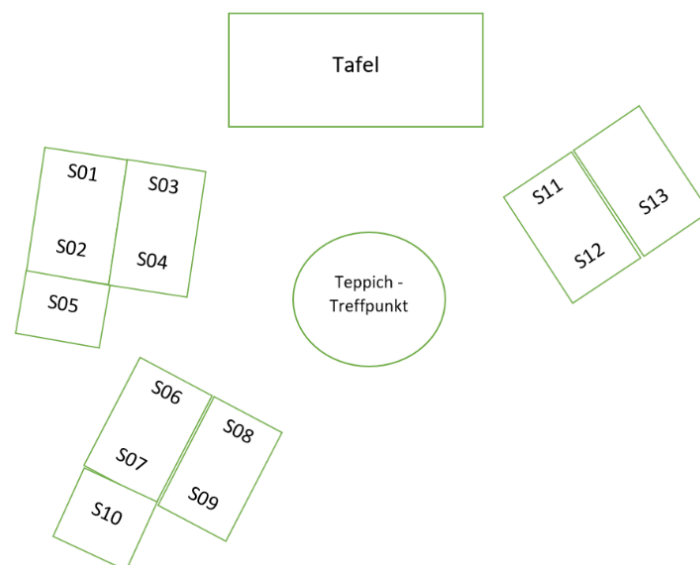 Tafel
S01
S03
S02
S04
S05
S11
S13
S12
Teppich -
Treffpunkt
S06
S08
S07
S09
S10